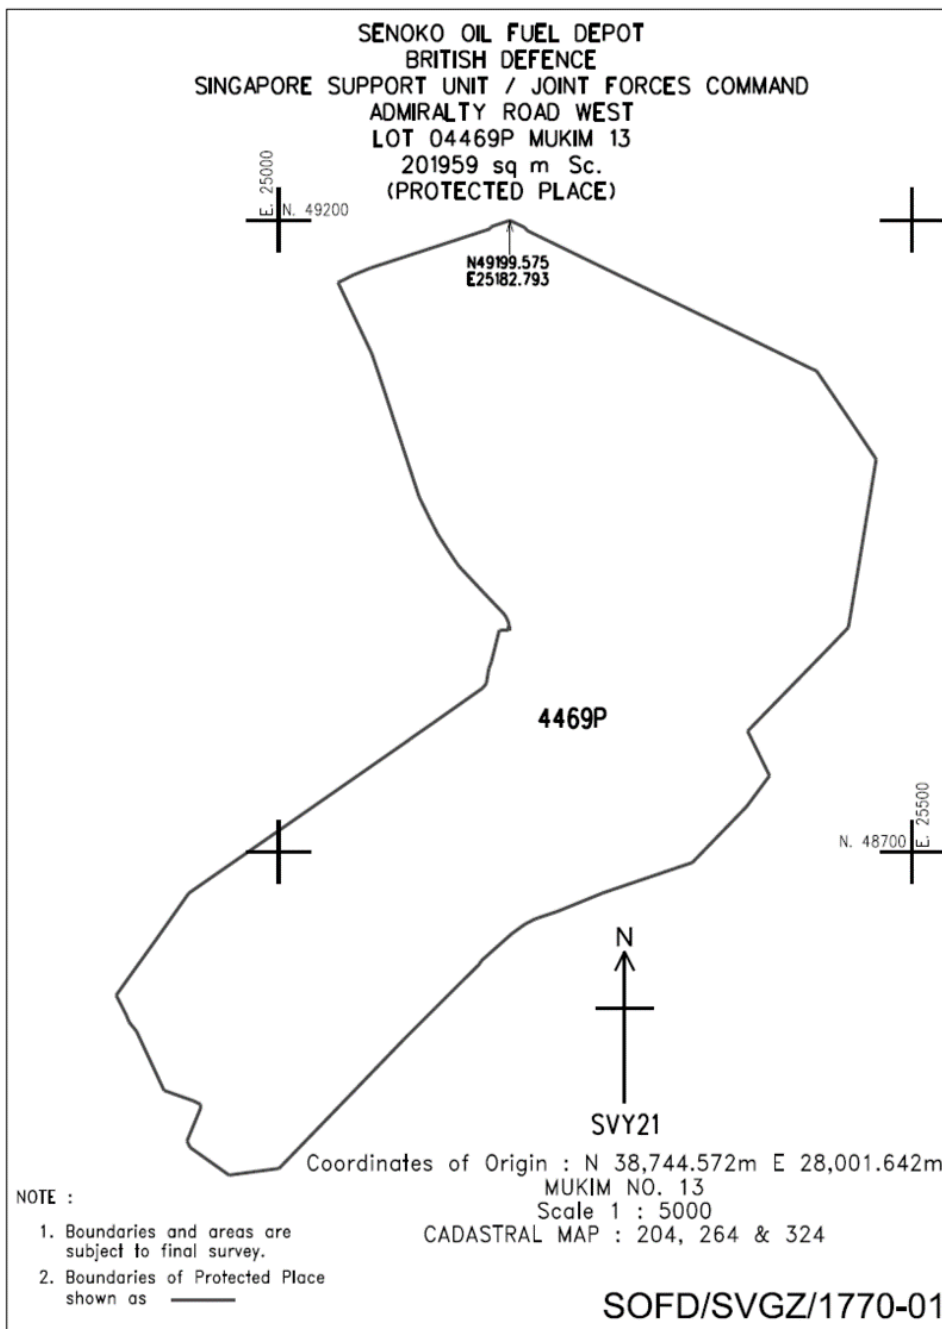 SENOKO OIL FUEL DEPOT
BRITISH DEFENCE
SINGAPORE SUPPORT UNIT / JOINT FORCES COMMAND
ADMIRALTY ROAD WEST
LOT 04469P MUKIM 13
201959 sq m Sc.
(PROTECTED PLACE)
E. 25000
N. 49200
N49199.575
E25182.793
4469P
N. 48700
E. 25500
N
SVY21
Coordinates of Origin : N 38,744.572m E 28,001.642m
MUKIM NO. 13
Scale 1 : 5000
CADASTRAL MAP : 204, 264 & 324
NOTE :
1. Boundaries and areas are
subject to final survey.
2. Boundaries of Protected Place
shown as
SOFD/SVGZ/1770-01